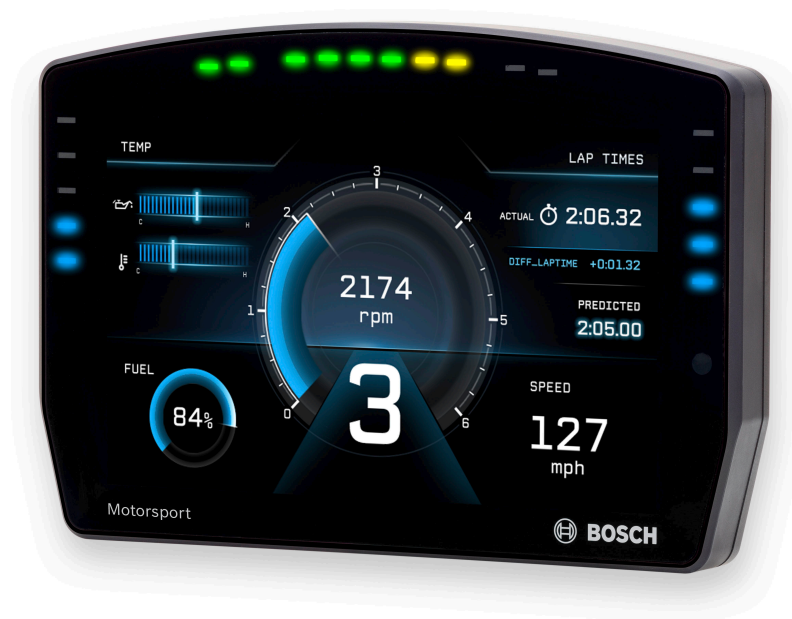 TEMP
C H
C H
LAP TIMES
ACTUAL 2:06.32
DIFF_LAPTIME +0:01.32
PREDICTED
2:05.00
0
1
2
3
4
5
6
2174
rpm
3
FUEL
84%
SPEED
127
mph
Motorsport
BOSCH